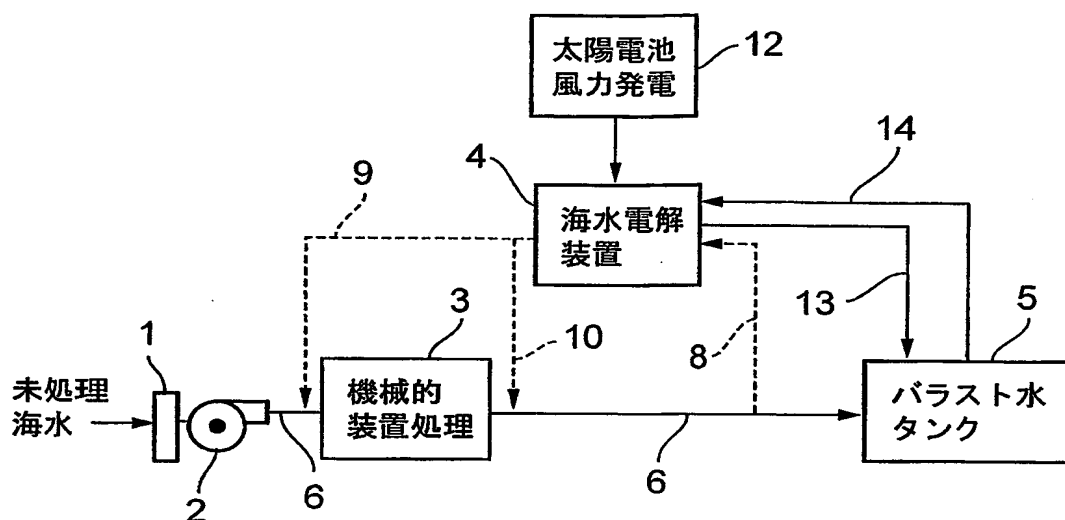 太陽電池
風力発電
12
14
4
海水電解
装置
9
13
5
3
10
8
1
未処理
海水
機械的
装置処理
バラスト水
タンク
2
6
6